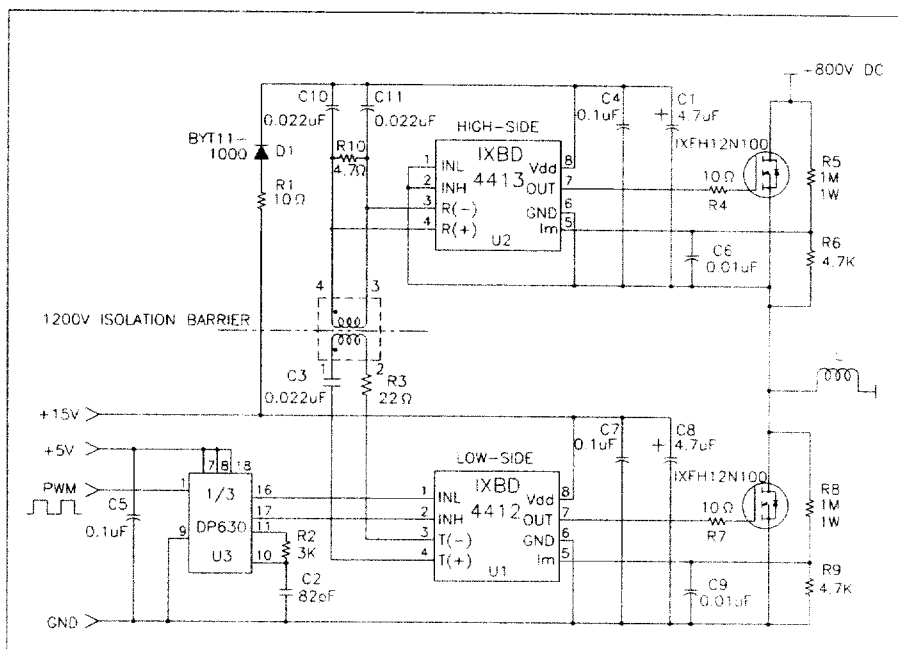 -800V DC
C10
0.022uF
C11
0.022uF
C4
0.1uF
C1
+
4.7uF
BYT11-
1000
D1
R10
4.7Ω
HIGH-SIDE
IXBD
4413
1 INL
2 INH
3 R(-)
4 R(+)
Vdd 8
OUT 7
GND 6
Im 5
U2
IXFH12N100
10Ω
R4
R5
1M
1W
R1
10Ω
C6
0.01uF
R6
4.7K
4
3
1200V ISOLATION BARRIER
1
2
C3
0.022uF
R3
22Ω
L
+15V
+5V
PWM
GND
C5
0.1uF
7 8 18
1
9
1/3
DP630
U3
16
17
11
10
R2
3K
C2
82pF
LOW-SIDE
IXBD
4412
1 INL
2 INH
3 T(-)
4 T(+)
Vdd 8
OUT 7
GND 6
Im 5
U1
C7
0.1uF
C8
+
4.7uF
IXFH12N100
10Ω
R7
R8
1M
1W
C9
0.01uF
R9
4.7K